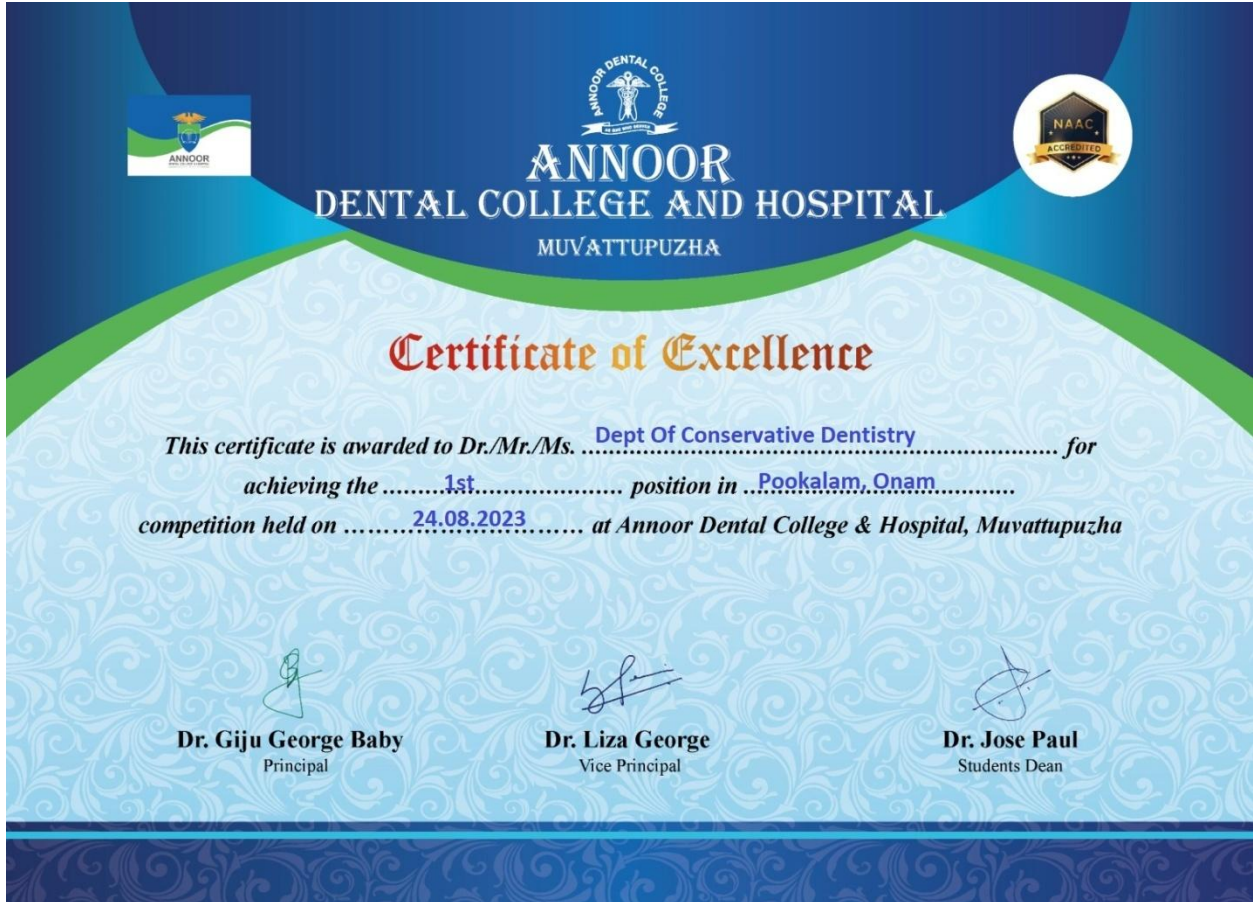 ANNOOR DENTAL COLLEGE
ANNOOR
DENTAL COLLEGE AND HOSPITAL
MUVATTUPUZHA
ANNOOR
NAAC
ACCREDITED
Certificate of Excellence
This certificate is awarded to Dr./Mr./Ms. Dept Of Conservative Dentistry for
achieving the 1st position in Pookalam, Onam
competition held on 24.08.2023 at Annoor Dental College & Hospital, Muvattupuzha
Dr. Giju George Baby
Principal
Dr. Liza George
Vice Principal
Dr. Jose Paul
Students Dean